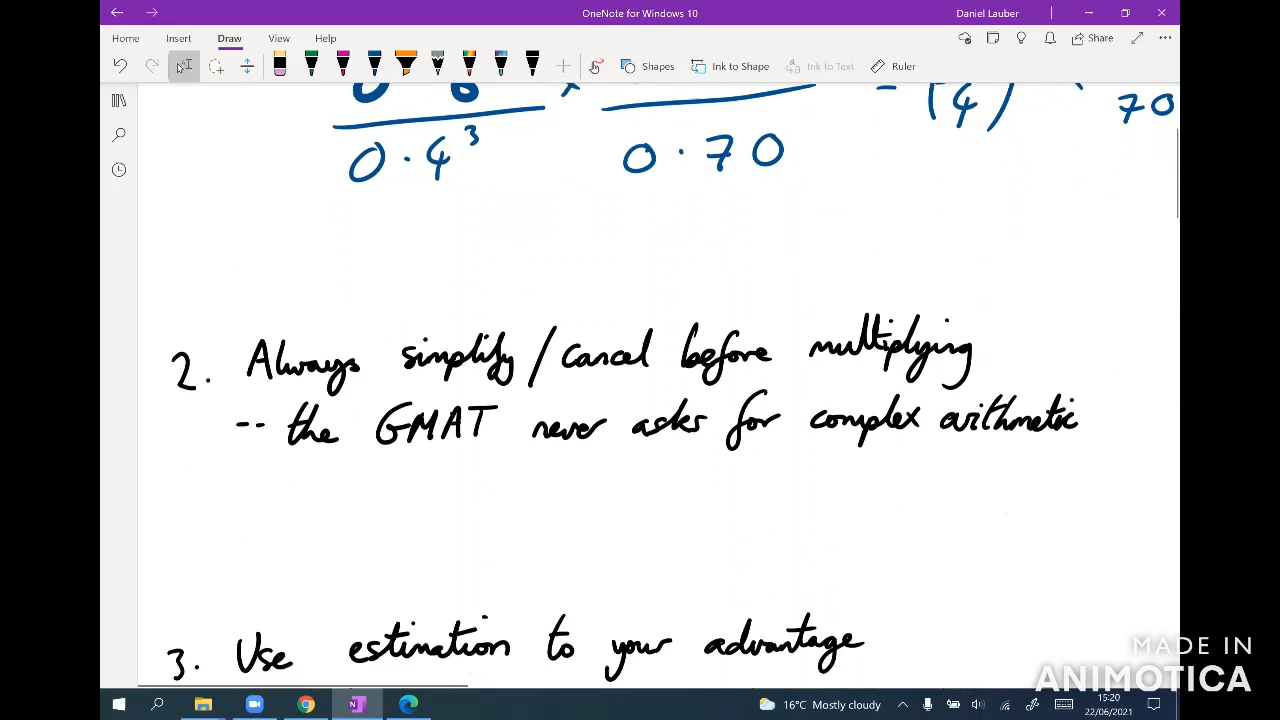 OneNote for Windows 10
Daniel Lauber
Home Insert Draw View Help
Share
Shapes Ink to Shape Ink to Text Ruler
0.4³ 0.70
= (4) 70
2. Always simplify/cancel before multiplying
-- the GMAT never asks for complex arithmetic
3. Use estimation to your advantage
MADE IN
ANIMOTICA
16°C Mostly cloudy
15:20
22/06/2021